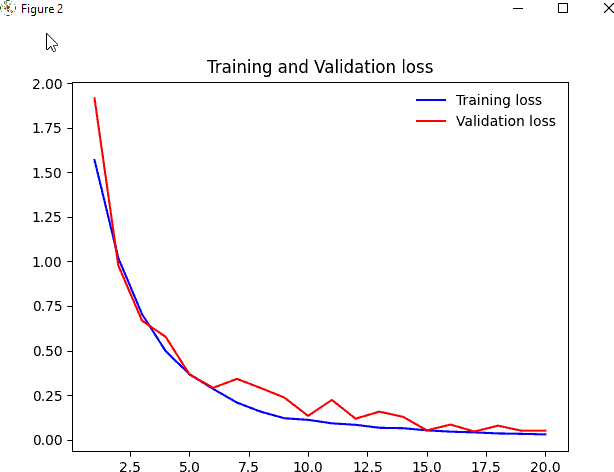 Figure 2
Training and Validation loss
Training loss
Validation loss
2.00
1.75
1.50
1.25
1.00
0.75
0.50
0.25
0.00
2.5 5.0 7.5 10.0 12.5 15.0 17.5 20.0